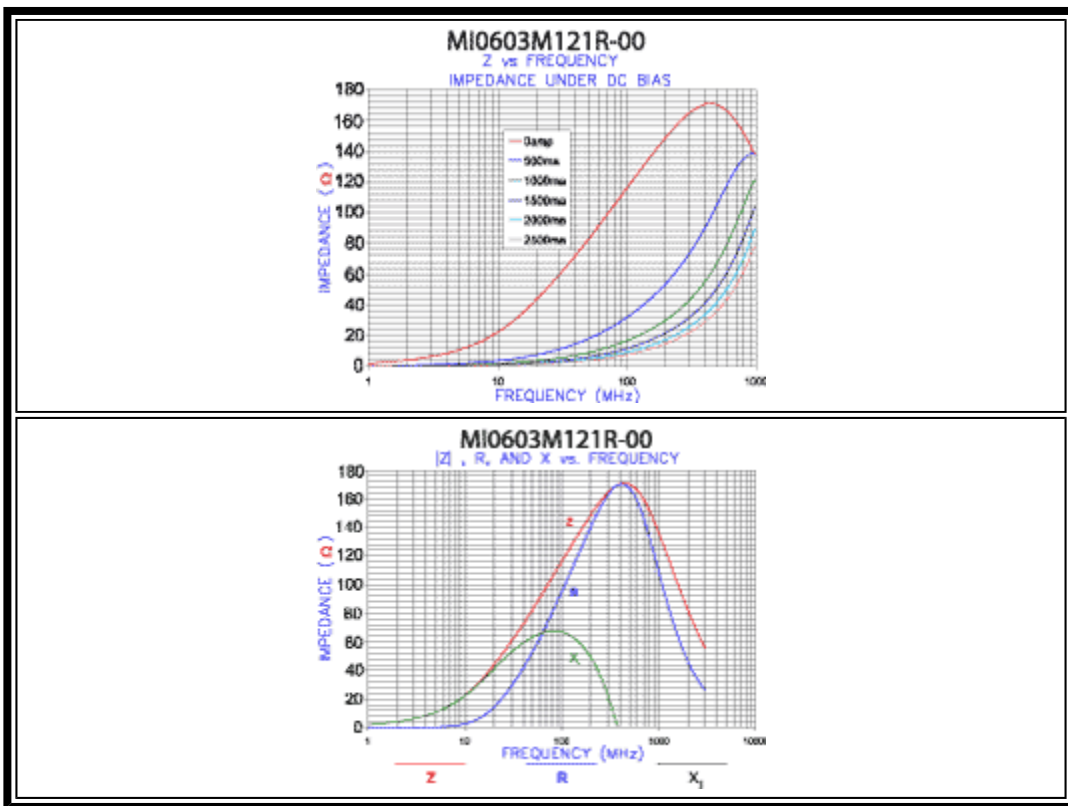 MI0603M121R-00
Z vs FREQUENCY
IMPEDANCE UNDER DC BIAS
180
160
140
120
100
80
60
40
20
0
IMPEDANCE (Ω)
0amp
500ma
1000ma
1500ma
2000ma
2500ma
1
10
100
1000
FREQUENCY (MHz)
MI0603M121R-00
|Z| , R, AND X vs. FREQUENCY
180
160
140
120
100
80
60
40
20
0
IMPEDANCE (Ω)
Z
R
X
1
10
100
1000
10000
FREQUENCY (MHz)
Z R X